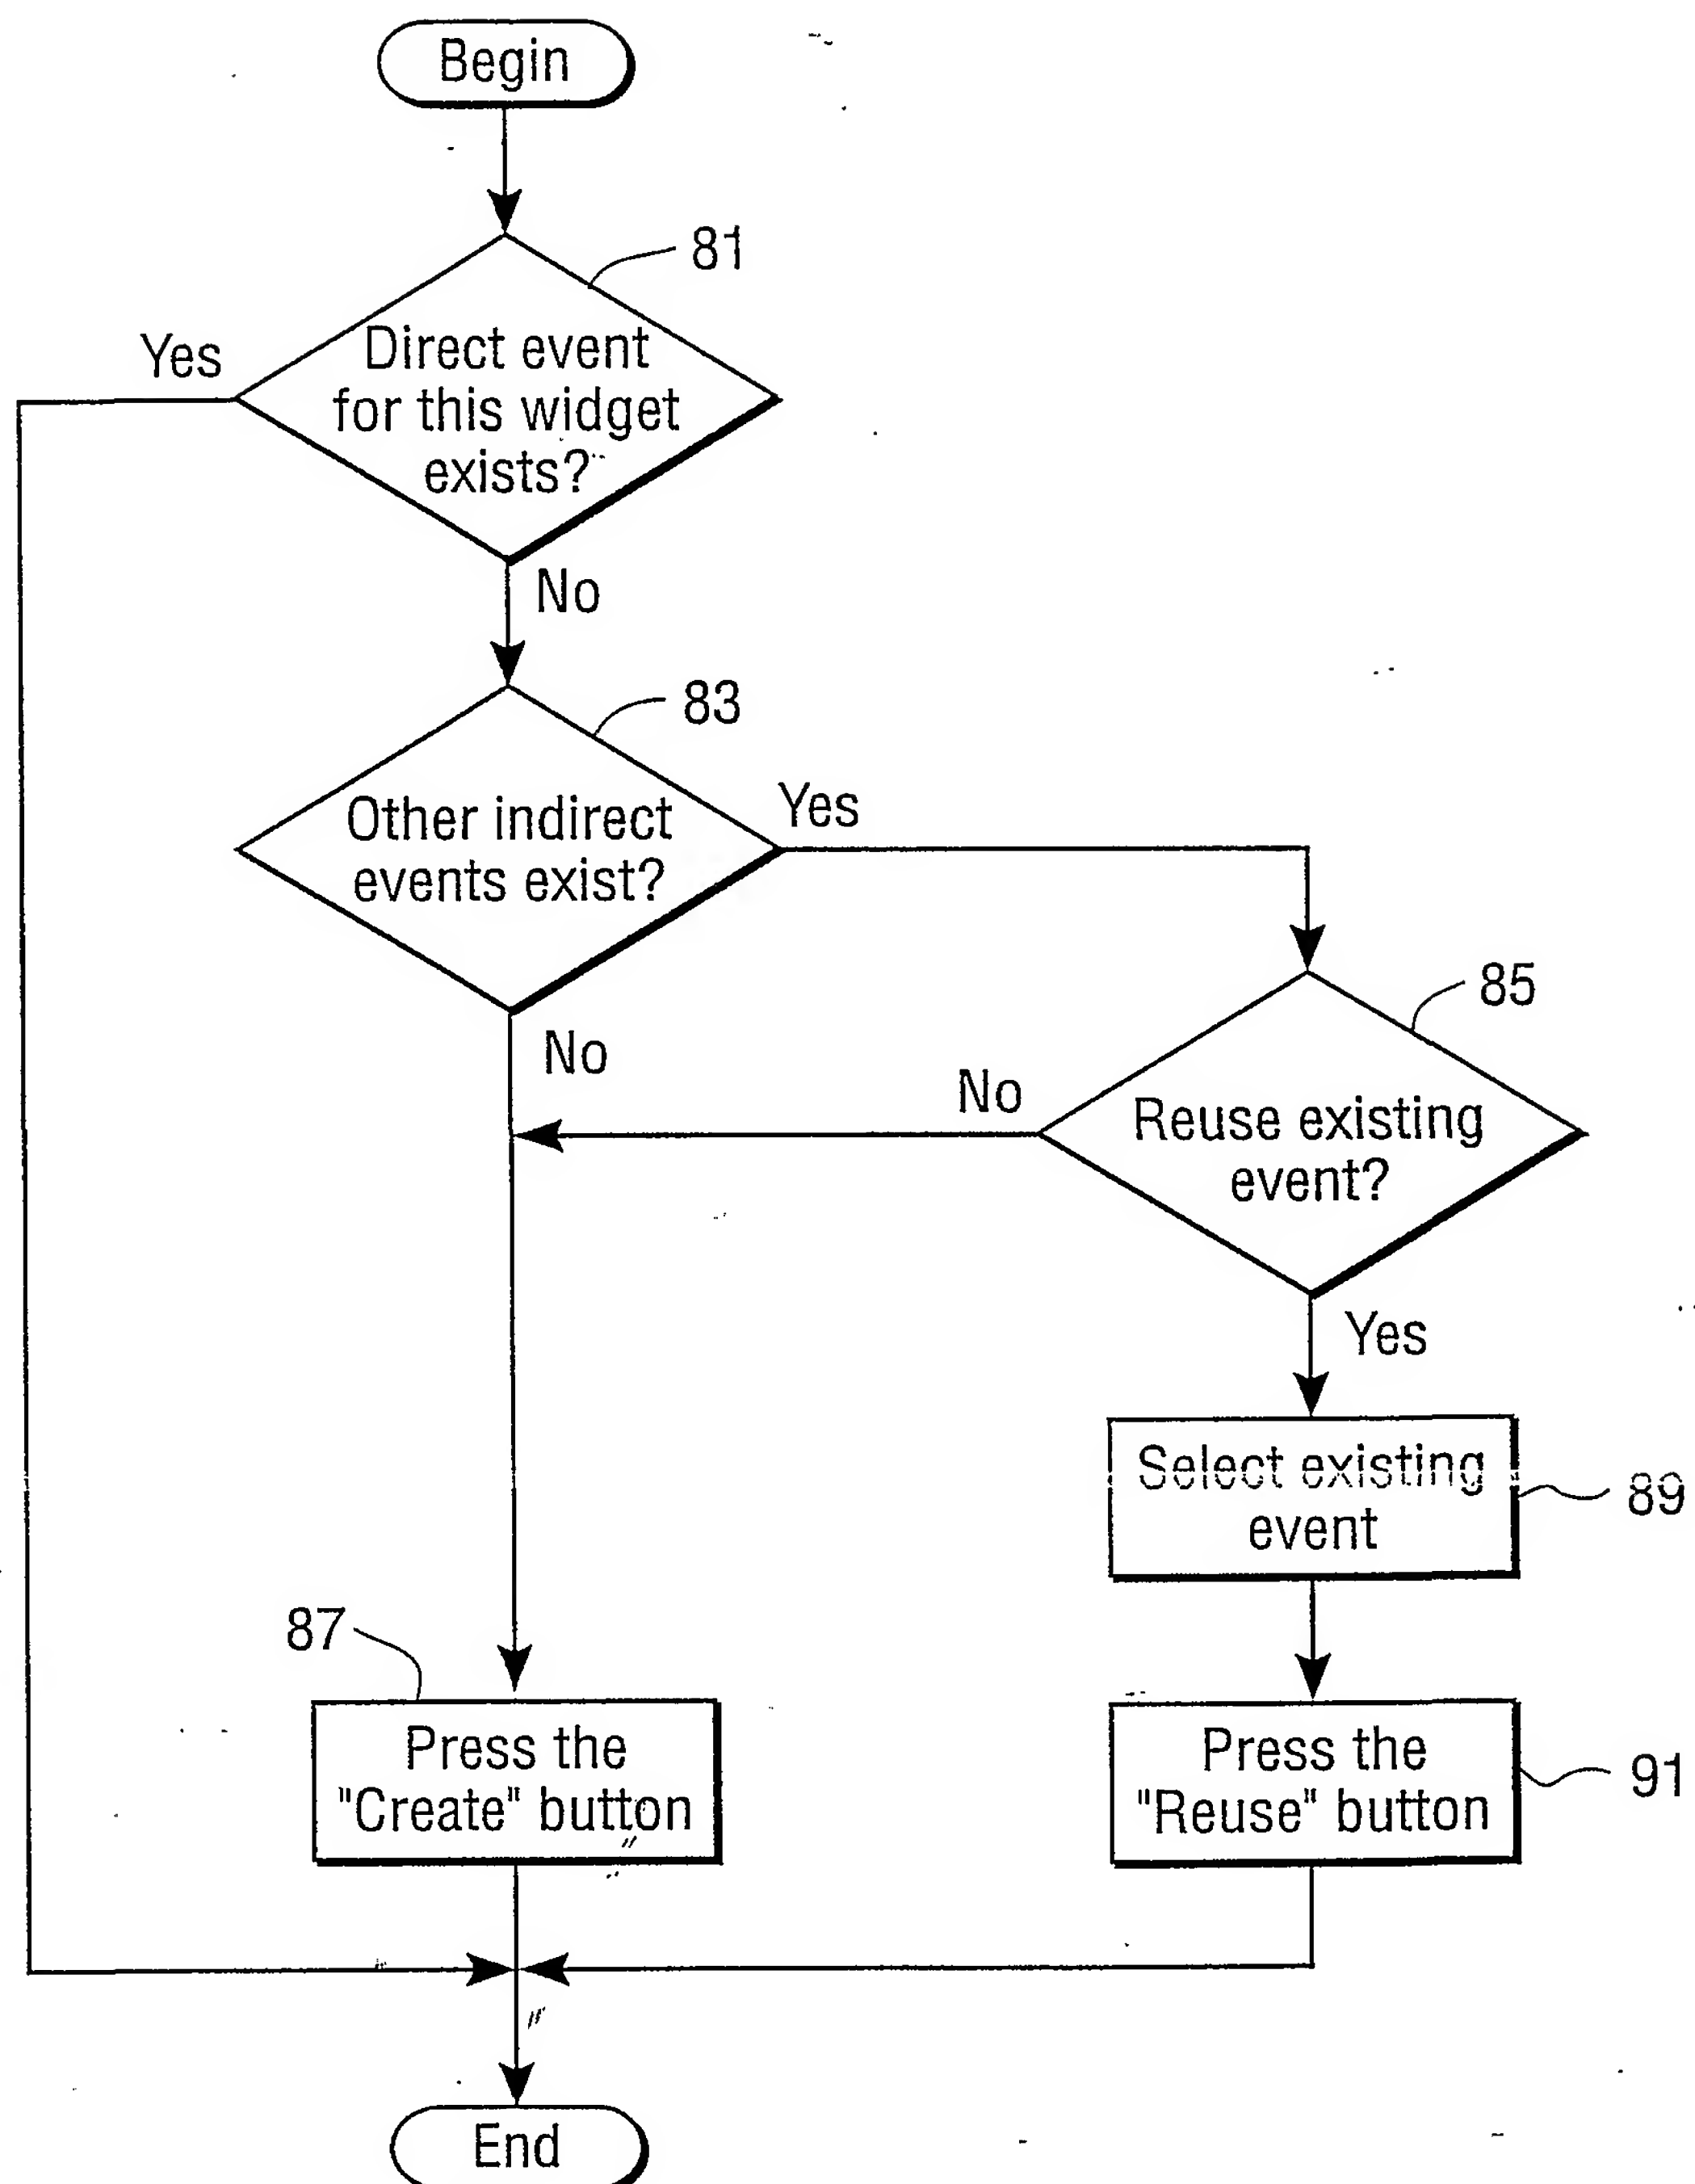 Begin
81
Yes
Direct event
for this widget
exists?
No
83
Other indirect
events exist?
Yes
85
No
No
Reuse existing
event?
Yes
Select existing
event
89
87
Press the
"Create" button
Press the
"Reuse" button
91
End